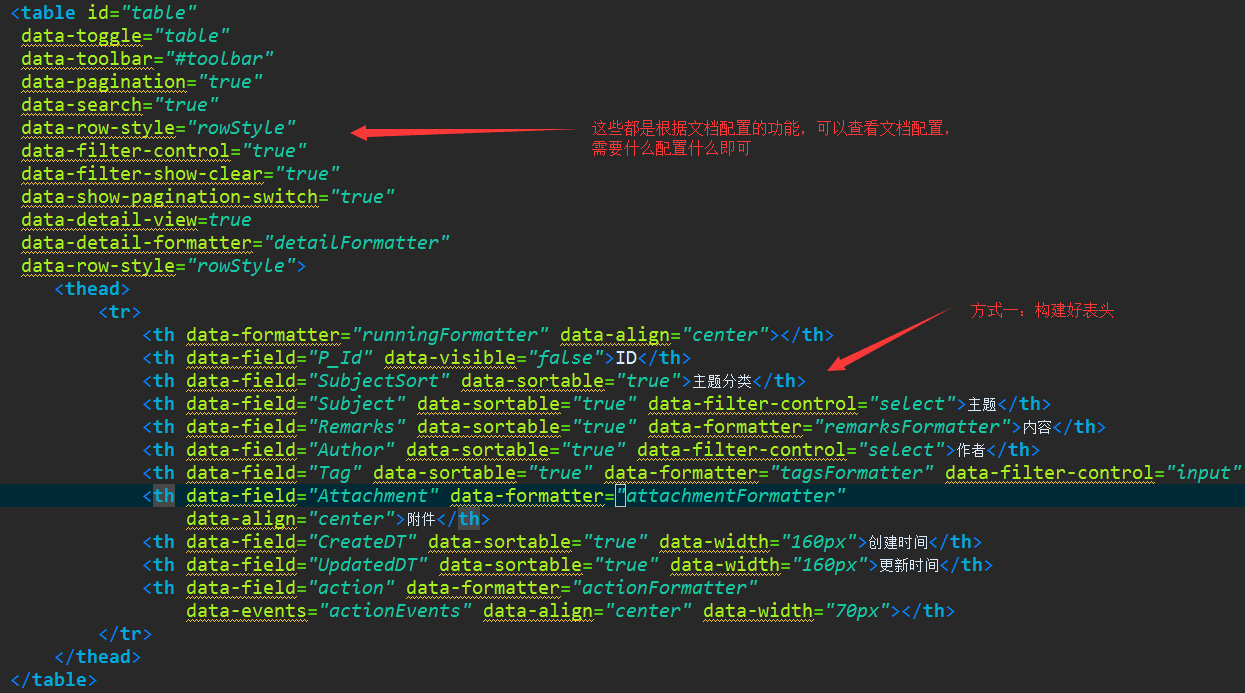 <table id="table"
data-toggle="table"
data-toolbar="#toolbar"
data-pagination="true"
data-search="true"
data-row-style="rowStyle"
这些都是根据文档配置的功能，可以查看文档配置，
需要什么配置什么即可
data-filter-control="true"
data-filter-show-clear="true"
data-show-pagination-switch="true"
data-detail-view=true
data-detail-formatter="detailFormatter"
data-row-style="rowStyle">
<thead>
<tr>
方式一：构建好表头
<th data-formatter="runningFormatter" data-align="center"></th>
<th data-field="P_Id" data-visible="false">ID</th>
<th data-field="SubjectSort" data-sortable="true">主题分类</th>
<th data-field="Subject" data-sortable="true" data-filter-control="select">主题</th>
<th data-field="Remarks" data-sortable="true" data-formatter="remarksFormatter">内容</th>
<th data-field="Author" data-sortable="true" data-filter-control="select">作者</th>
<th data-field="Tag" data-sortable="true" data-formatter="tagsFormatter" data-filter-control="input"
<th data-field="Attachment" data-formatter="attachmentFormatter"
data-align="center">附件</th>
<th data-field="CreateDT" data-sortable="true" data-width="160px">创建时间</th>
<th data-field="UpdatedDT" data-sortable="true" data-width="160px">更新时间</th>
<th data-field="action" data-formatter="actionFormatter"
data-events="actionEvents" data-align="center" data-width="70px"></th>
</tr>
</thead>
</table>